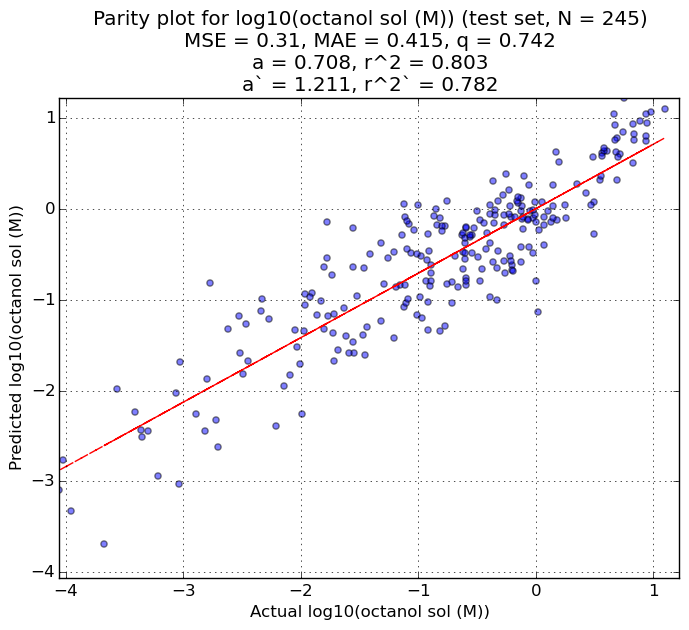 Parity plot for log10(octanol sol (M)) (test set, N = 245)
MSE = 0.31, MAE = 0.415, q = 0.742
a = 0.708, r^2 = 0.803
a` = 1.211, r^2` = 0.782
1
0
−1
−2
−3
−4
Predicted log10(octanol sol (M))
−4 −3 −2 −1 0 1
Actual log10(octanol sol (M))